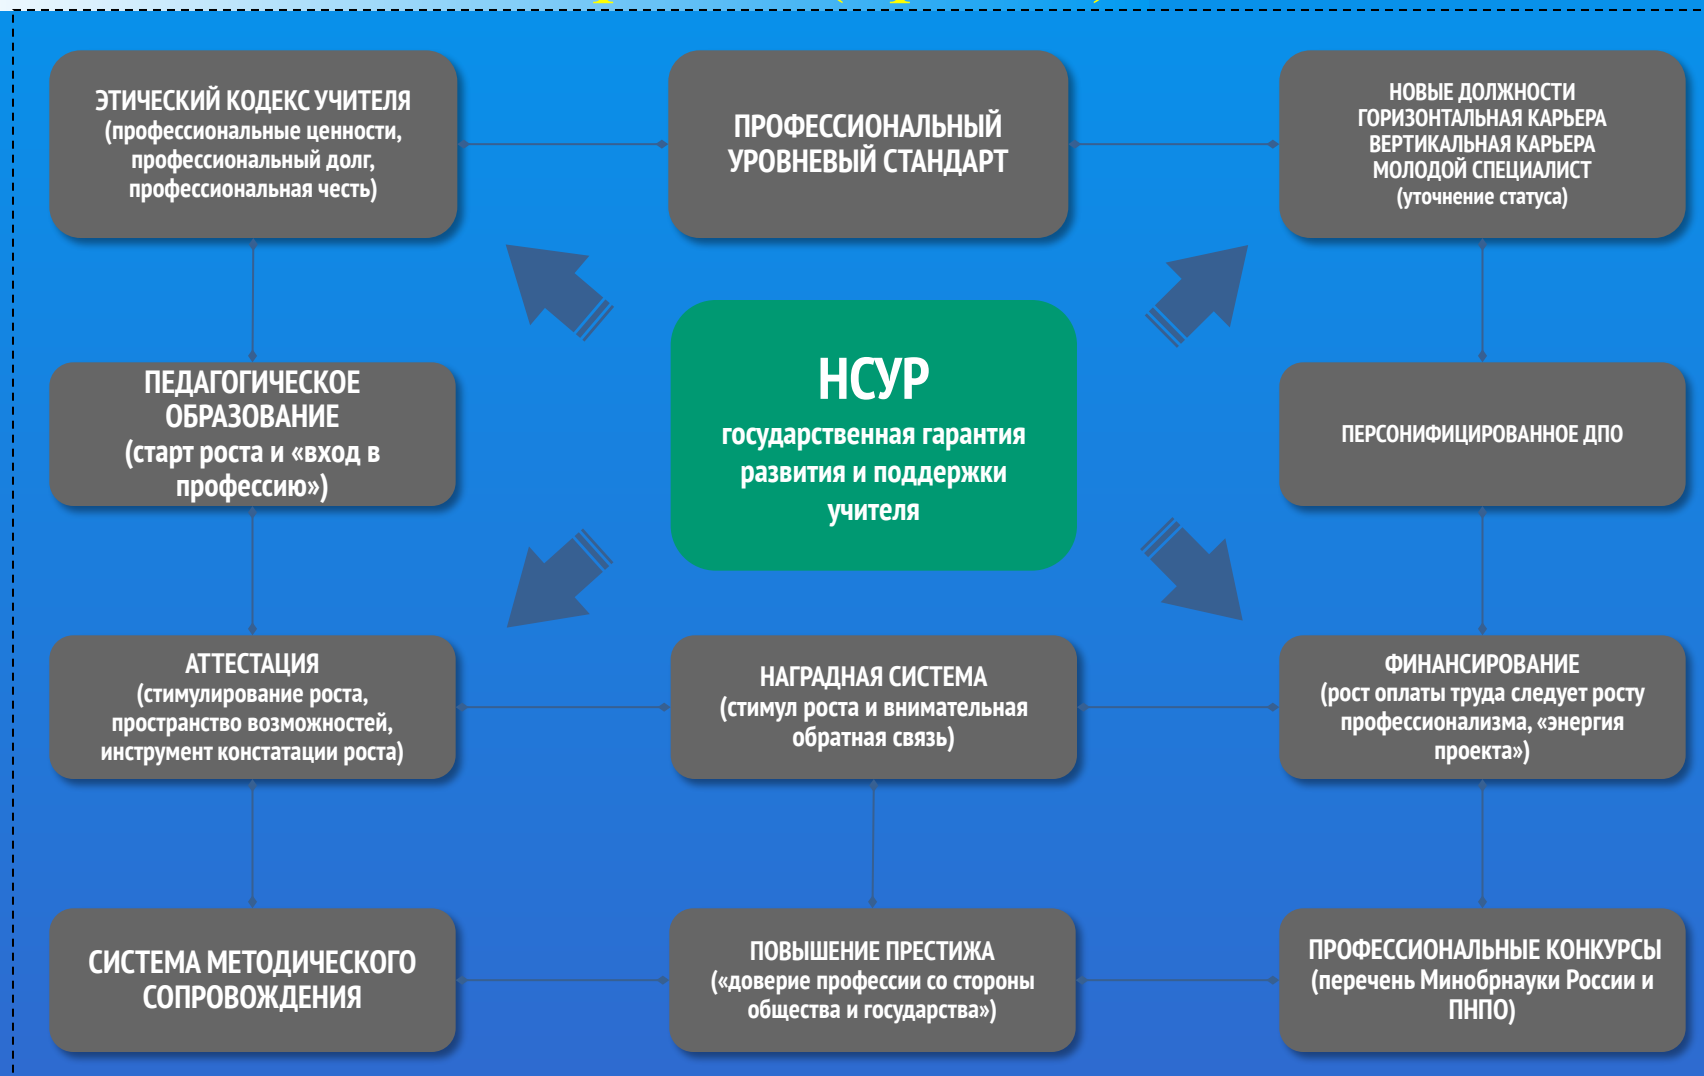 ЭТИЧЕСКИЙ КОДЕКС УЧИТЕЛЯ
(профессиональные ценности,
профессиональный долг,
профессиональная честь)
ПРОФЕССИОНАЛЬНЫЙ
УРОВНЕВЫЙ СТАНДАРТ
НОВЫЕ ДОЛЖНОСТИ
ГОРИЗОНТАЛЬНАЯ КАРЬЕРА
ВЕРТИКАЛЬНАЯ КАРЬЕРА
МОЛОДОЙ СПЕЦИАЛИСТ
(уточнение статуса)
ПЕДАГОГИЧЕСКОЕ
ОБРАЗОВАНИЕ
(старт роста и «вход в
профессию»)
НСУР
государственная гарантия
развития и поддержки
учителя
ПЕРСОНИФИЦИРОВАННОЕ ДПО
АТТЕСТАЦИЯ
(стимулирование роста,
пространство возможностей,
инструмент констатации роста)
НАГРАДНАЯ СИСТЕМА
(стимул роста и внимательная
обратная связь)
ФИНАНСИРОВАНИЕ
(рост оплаты труда следует росту
профессионализма, «энергия
проекта»)
СИСТЕМА МЕТОДИЧЕСКОГО
СОПРОВОЖДЕНИЯ
ПОВЫШЕНИЕ ПРЕСТИЖА
(«доверие профессии со стороны
общества и государства»)
ПРОФЕССИОНАЛЬНЫЕ КОНКУРСЫ
(перечень Минобрнауки России и
ПНПО)